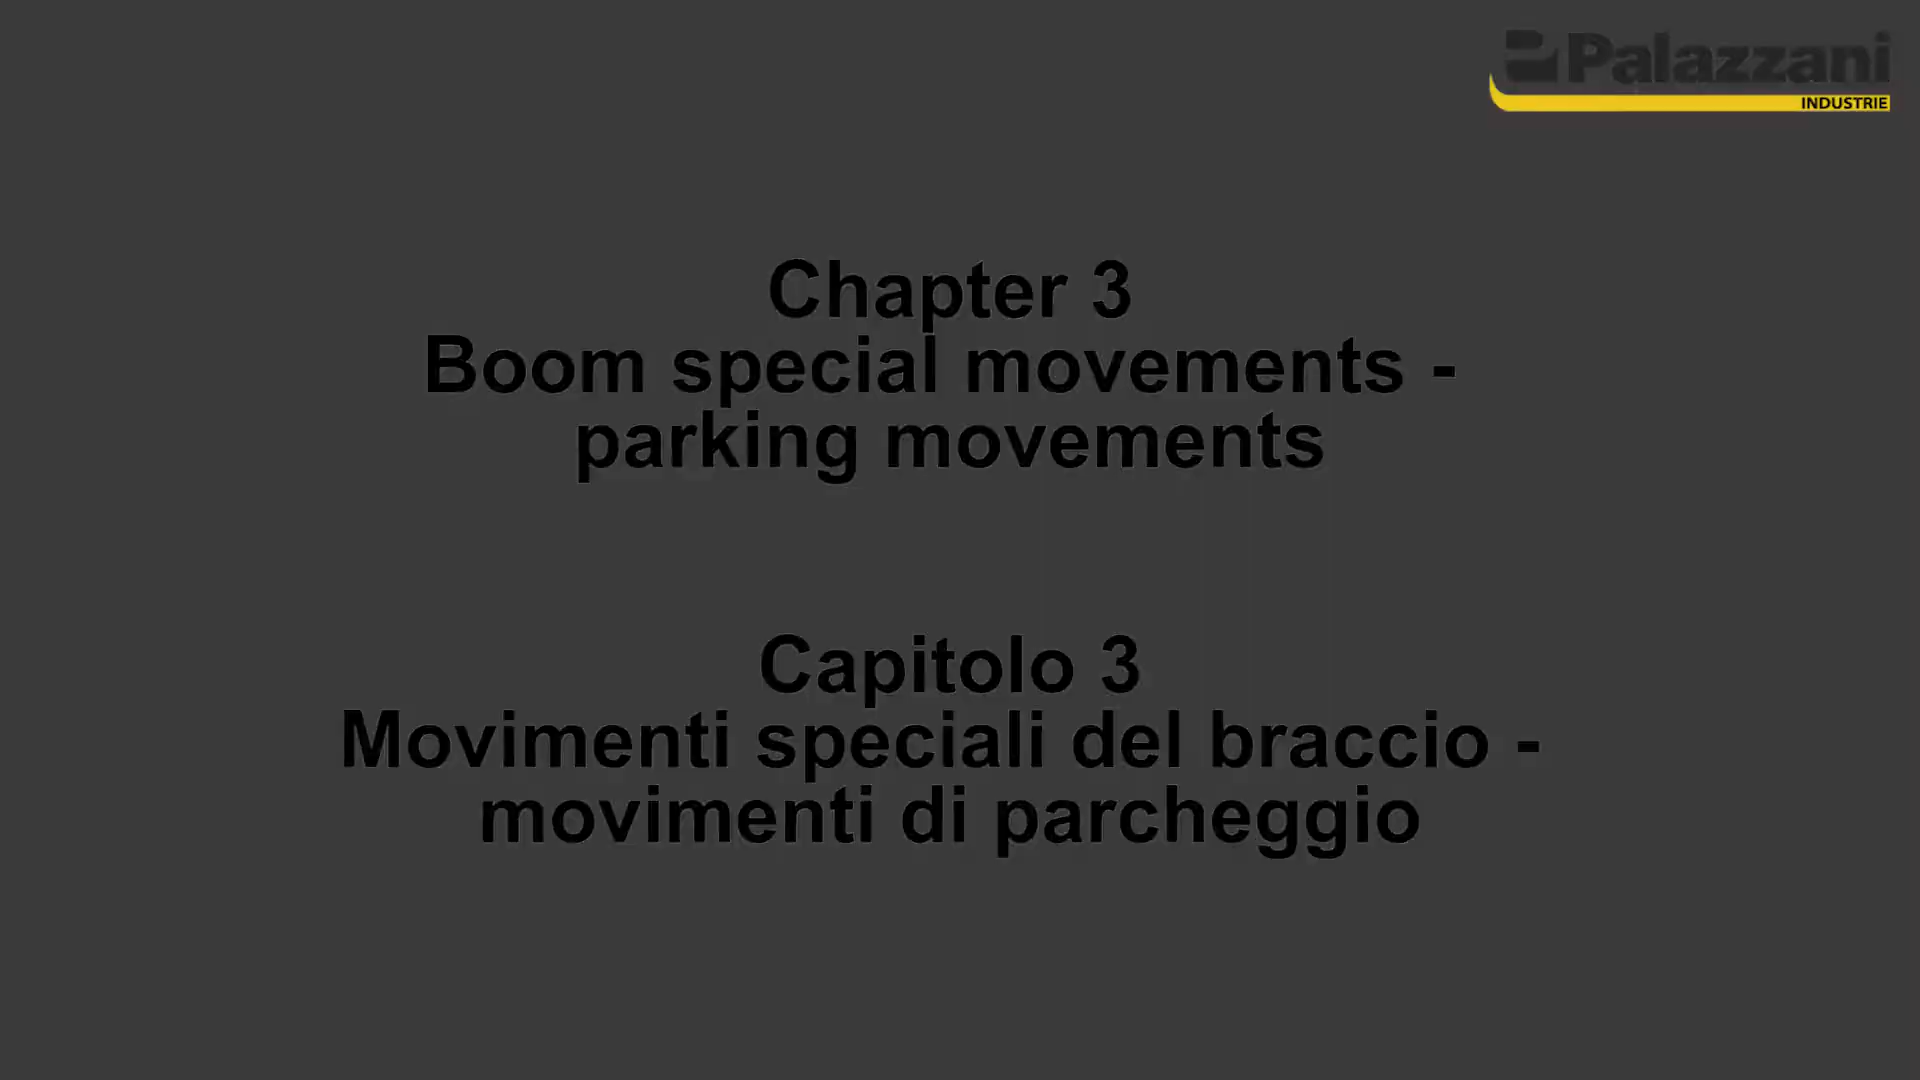 Palazzani
INDUSTRIE
Chapter 3
Boom special movements -
parking movements
Capitolo 3
Movimenti speciali del braccio -
movimenti di parcheggio